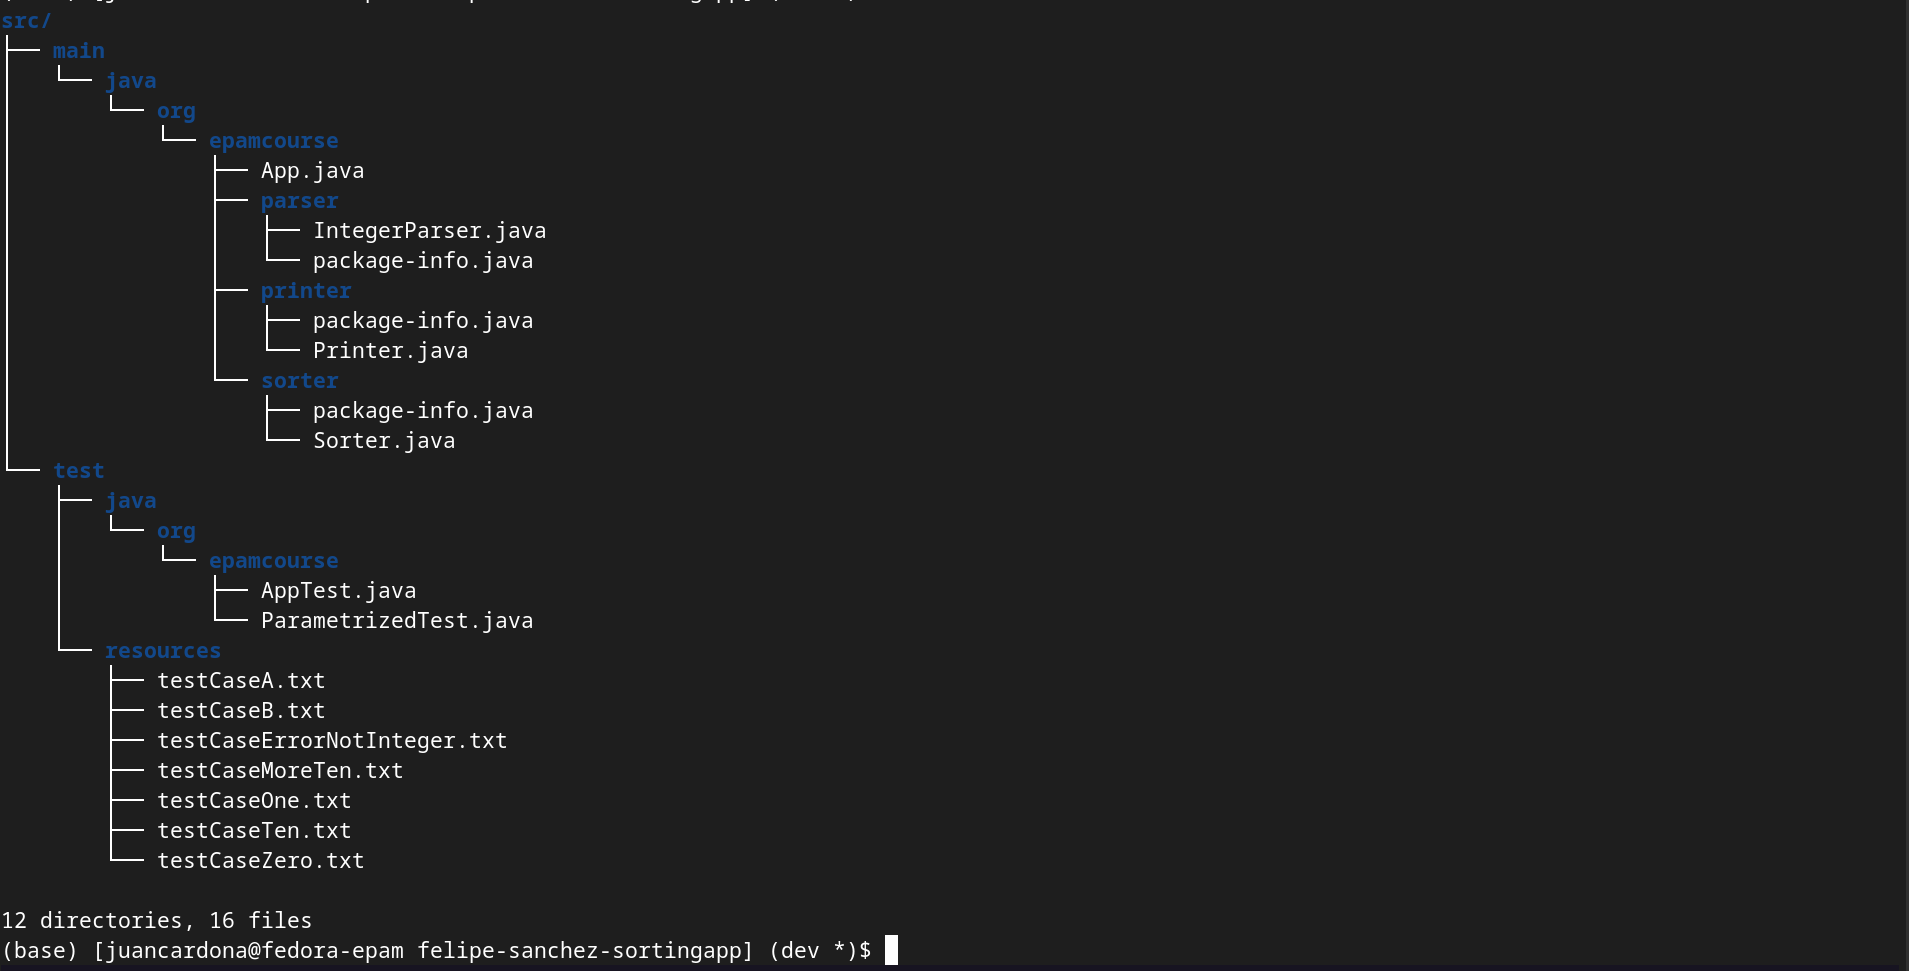 src/
├── main
│   └── java
│       └── org
│           └── epamcourse
│               ├── App.java
│               ├── parser
│               │   ├── IntegerParser.java
│               │   └── package-info.java
│               ├── printer
│               │   ├── package-info.java
│               │   └── Printer.java
│               └── sorter
│                   ├── package-info.java
│                   └── Sorter.java
└── test
    ├── java
    │   └── org
    │       └── epamcourse
    │           ├── AppTest.java
    │           └── ParametrizedTest.java
    └── resources
        ├── testCaseA.txt
        ├── testCaseB.txt
        ├── testCaseErrorNotInteger.txt
        ├── testCaseMoreTen.txt
        ├── testCaseOne.txt
        ├── testCaseTen.txt
        └── testCaseZero.txt
12 directories, 16 files
(base) [juancardona@fedora-epam felipe-sanchez-sortingapp] (dev *)$